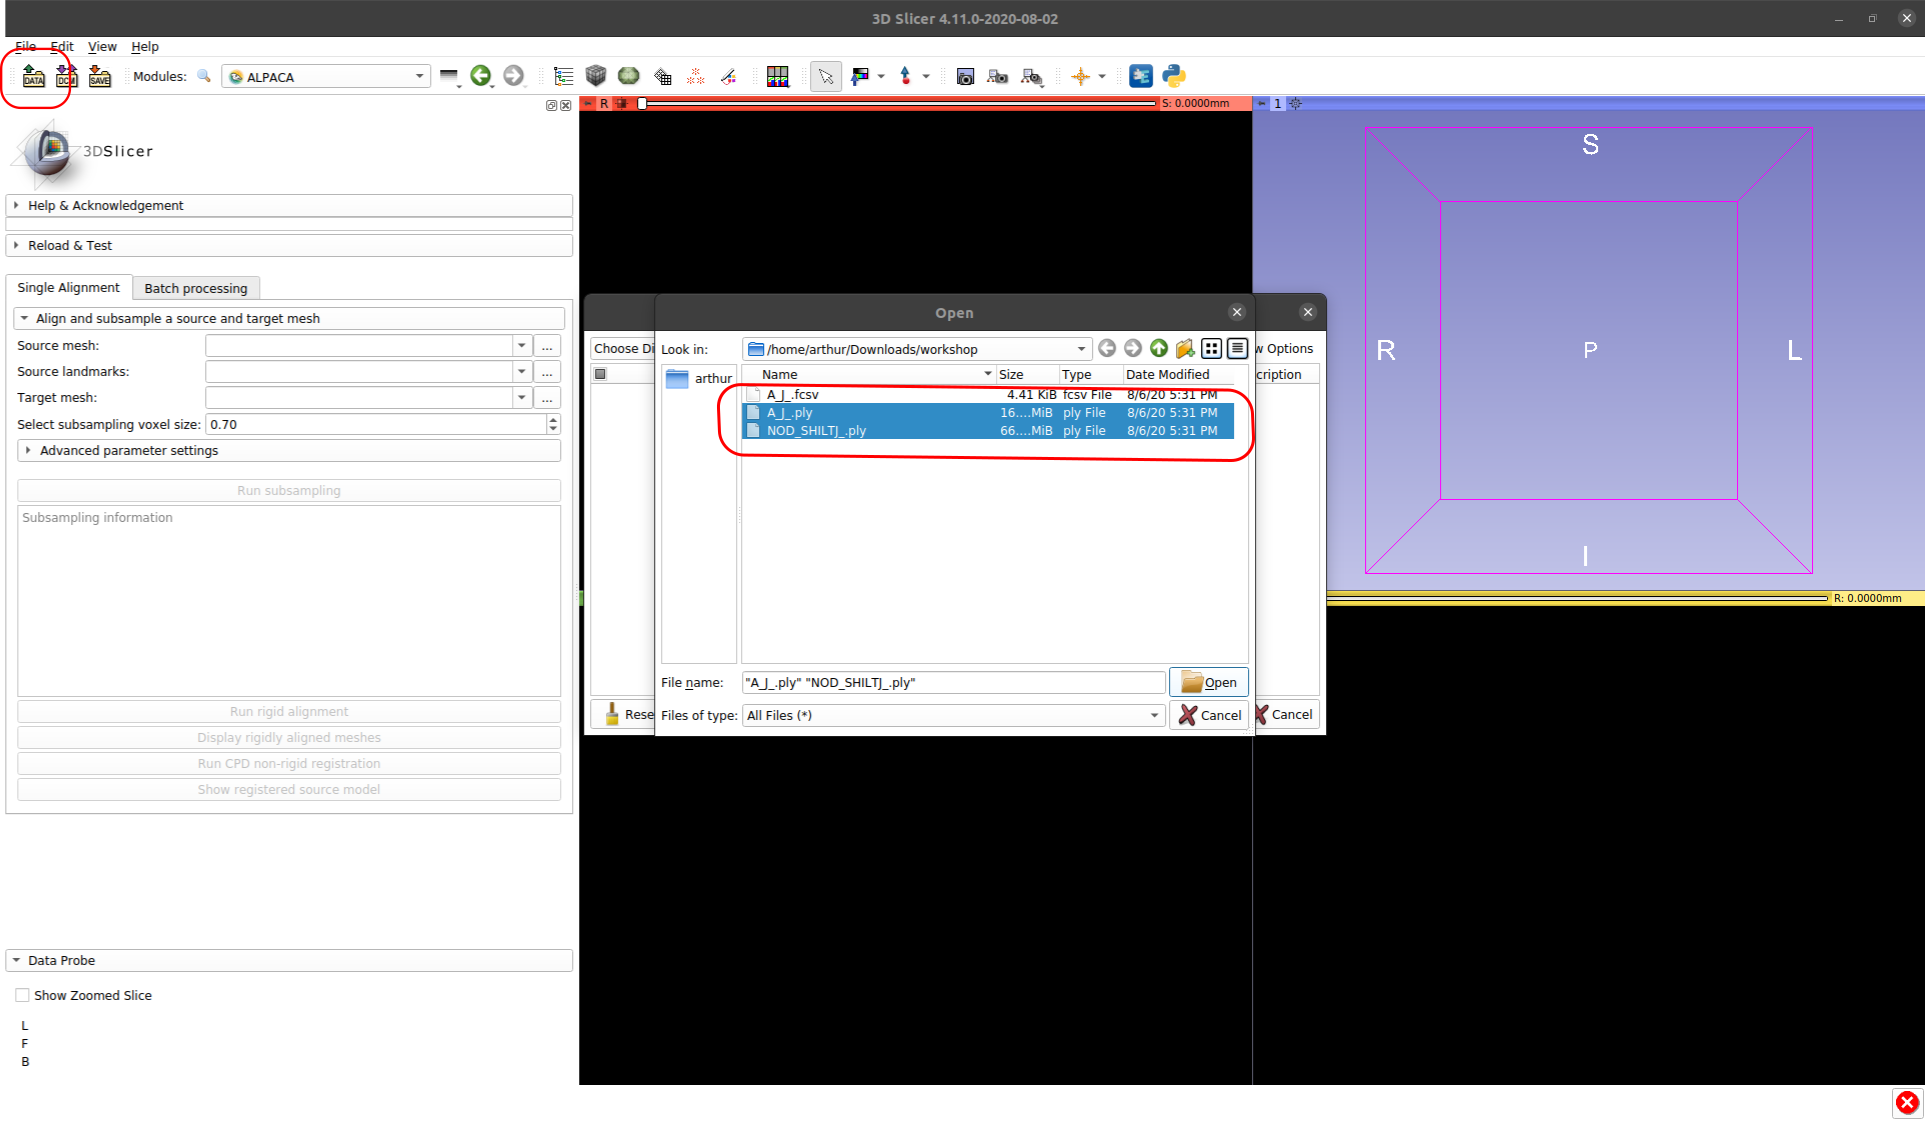 3D Slicer 4.11.0-2020-08-02
File Edit View Help
DATA DCM SAVE Modules: ALPACA
R S: 0.0000mm 1
3DSlicer
Help & Acknowledgement
Reload & Test
Single Alignment Batch processing
Align and subsample a source and target mesh
Source mesh: ...
Source landmarks: ...
Target mesh: ...
Select subsampling voxel size: 0.70
Advanced parameter settings
Run subsampling
Subsampling information
Run rigid alignment
Display rigidly aligned meshes
Run CPD non-rigid registration
Show registered source model
Data Probe
Show Zoomed Slice
L
F
B
Open
Choose Di
w Options
cription
Look in: /home/arthur/Downloads/workshop
arthur
Name Size Type Date Modified
A_J_.fcsv 4.41 KiB fcsv File 8/6/20 5:31 PM
A_J_.ply 16....MiB ply File 8/6/20 5:31 PM
NOD_SHILTJ_.ply 66....MiB ply File 8/6/20 5:31 PM
File name: "A_J_.ply" "NOD_SHILTJ_.ply" Open
Files of type: All Files (*) Cancel
Rese
Cancel
S
R P L
I
R: 0.0000mm